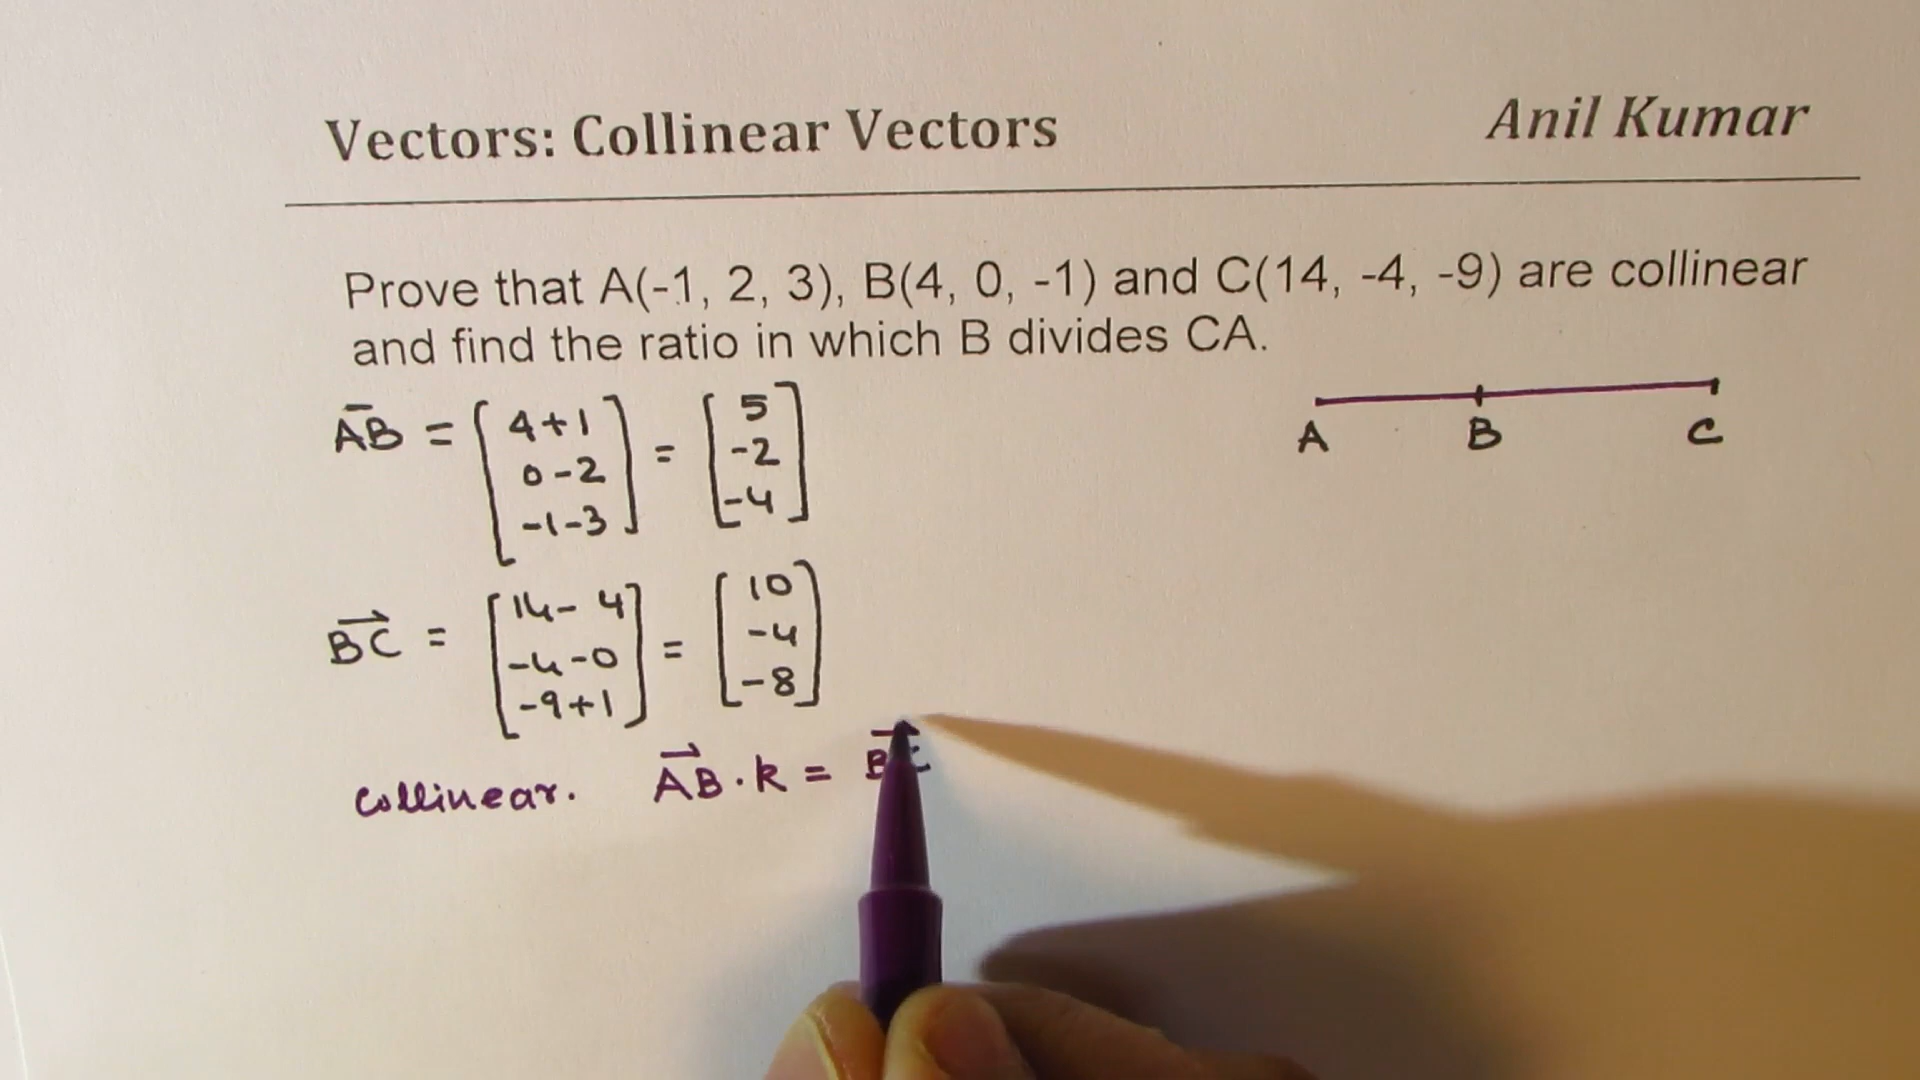 Vectors: Collinear Vectors
Anil Kumar
Prove that A(-1, 2, 3), B(4, 0, -1) and C(14, -4, -9) are collinear
and find the ratio in which B divides CA.
AB = [4+1 0-2 -1-3] = [5 -2 -4]
A B C
BC = [14-4 -4-0 -9+1] = [10 -4 -8]
Collinear. AB · k = BC